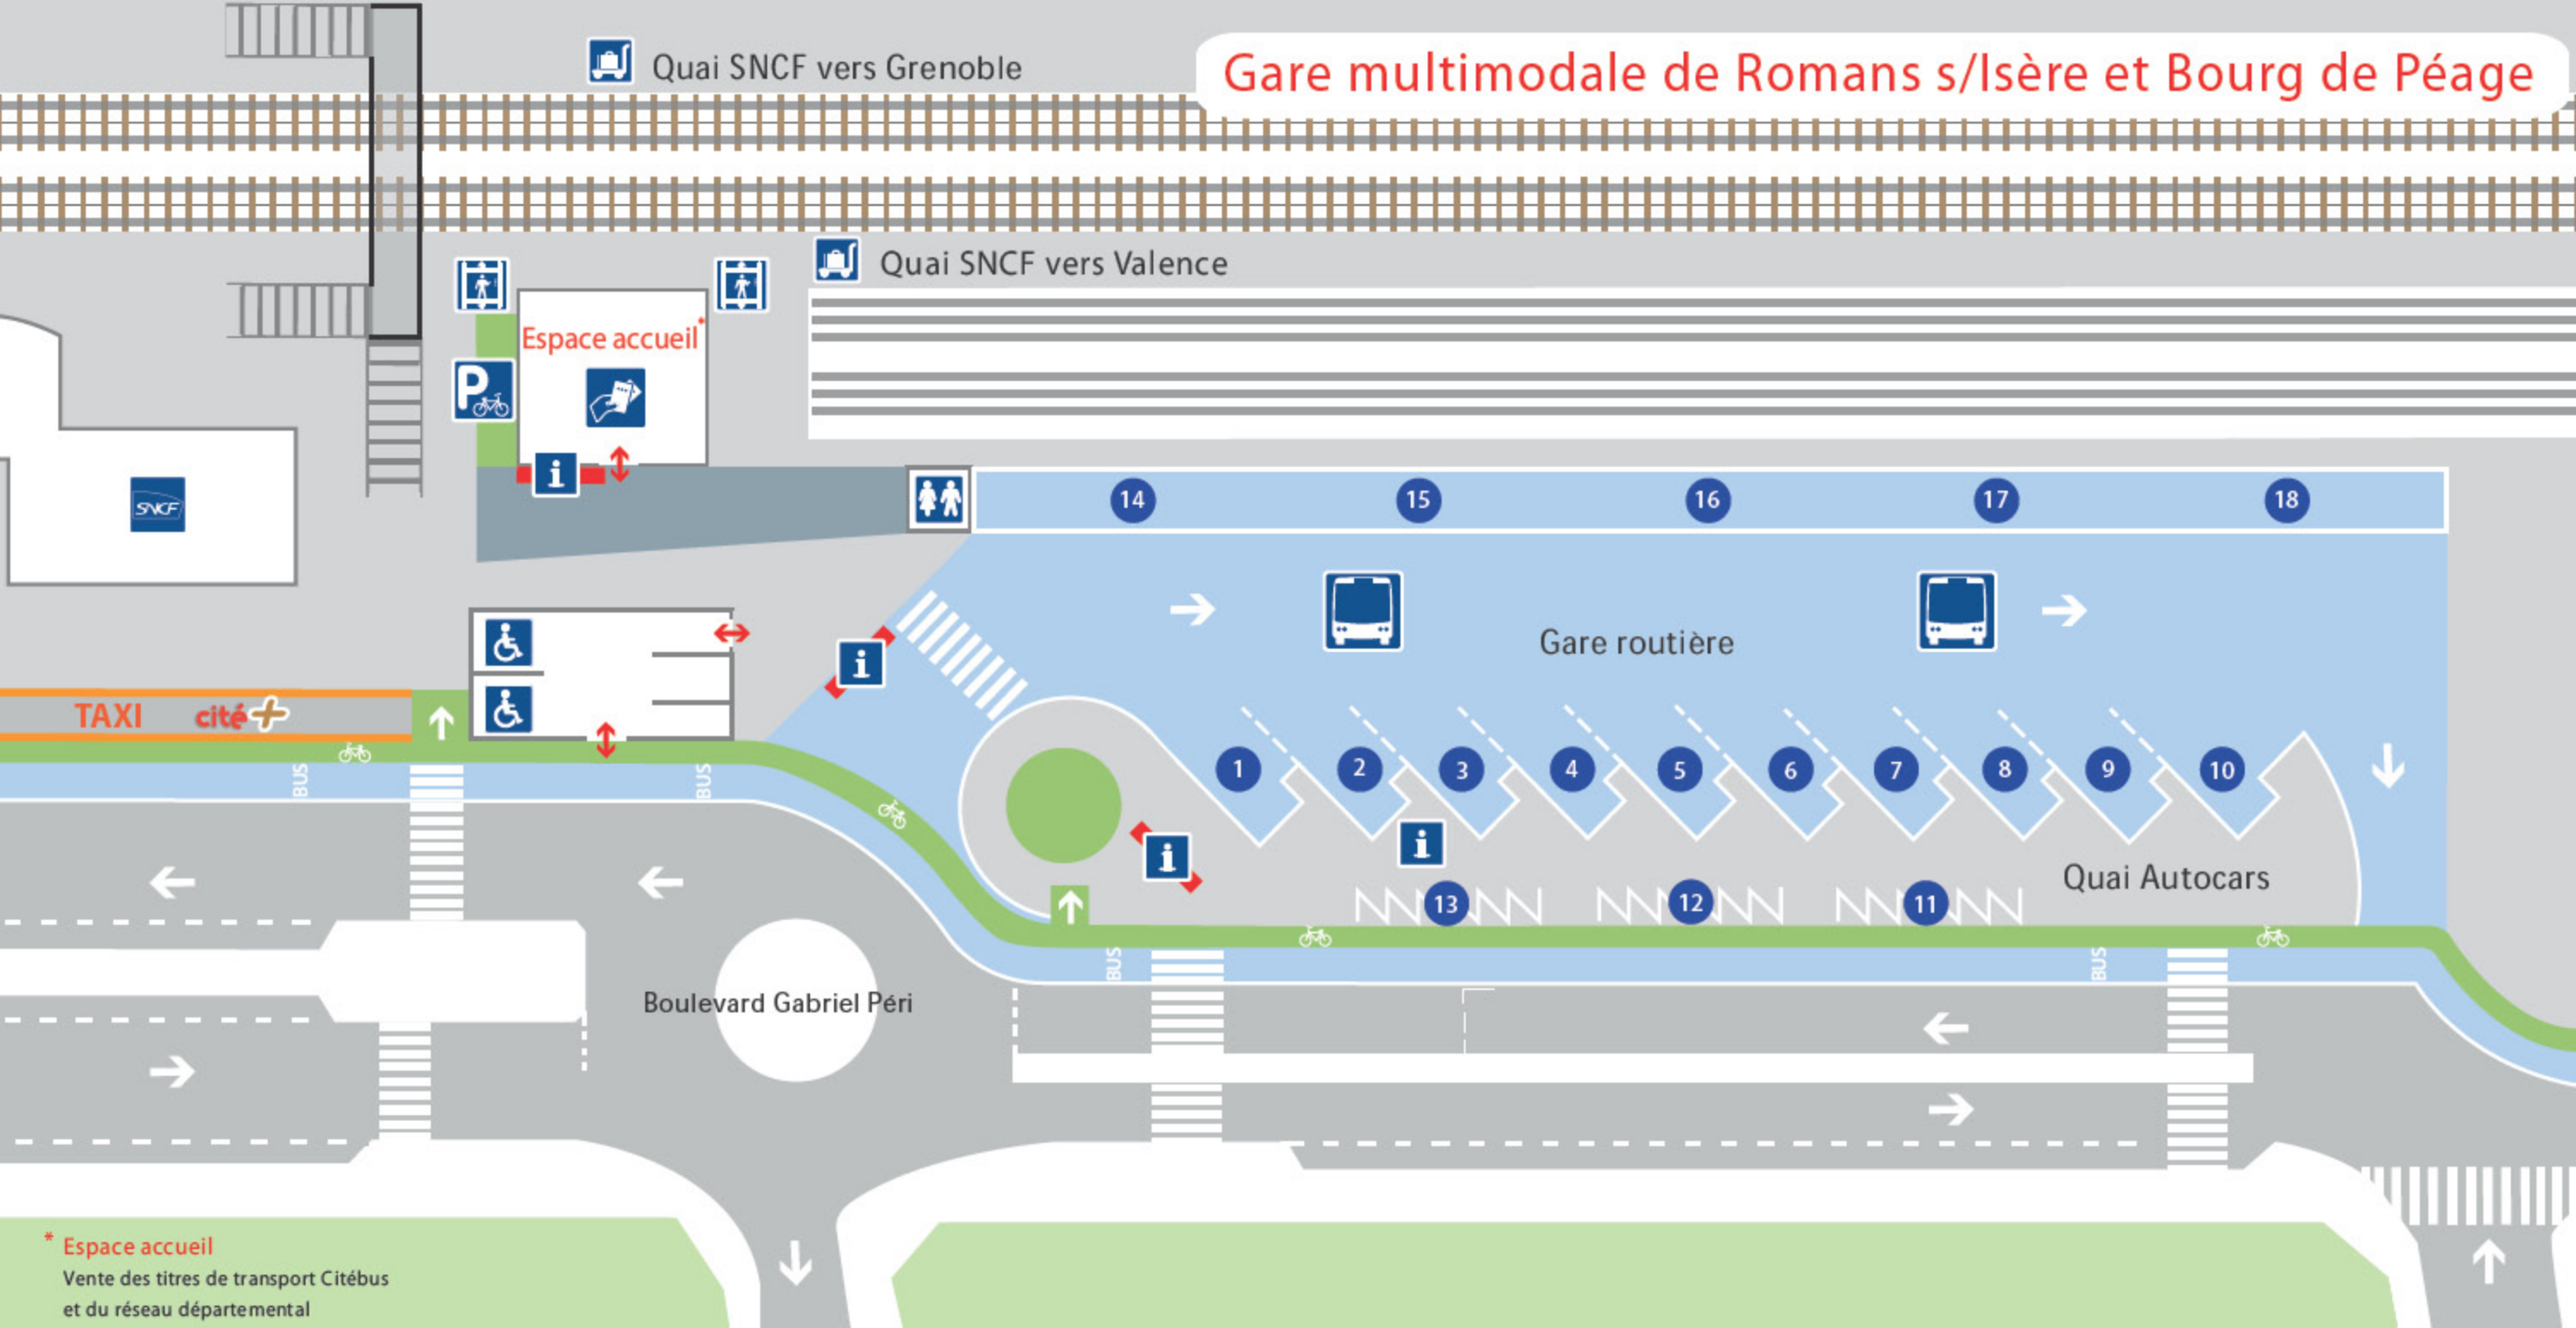 Quai SNCF vers Grenoble
Gare multimodale de Romans s/Isère et Bourg de Péage
Quai SNCF vers Valence
Espace accueil*
P
i
SNCF
14
15
16
17
18
Gare routière
i
TAXI
cité+
1
2
3
4
5
6
7
8
9
10
BUS
BUS
i
i
Quai Autocars
13
12
11
BUS
BUS
Boulevard Gabriel Péri
* Espace accueil
Vente des titres de transport Citébus
et du réseau départemental